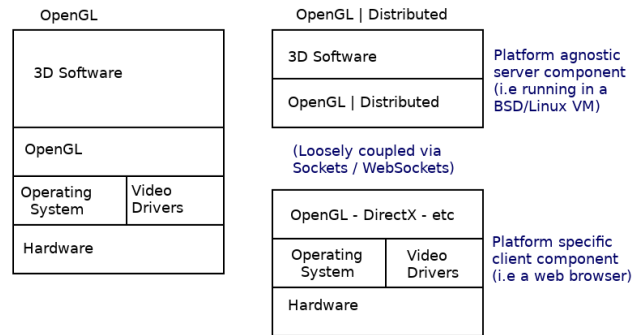 OpenGL
3D Software
OpenGL
Operating
System
Video
Drivers
Hardware
OpenGL | Distributed
3D Software
OpenGL | Distributed
Platform agnostic
server component
(i.e running in a
BSD/Linux VM)
(Loosely coupled via
Sockets / WebSockets)
OpenGL - DirectX - etc
Operating
System
Video
Drivers
Hardware
Platform specific
client component
(i.e a web browser)